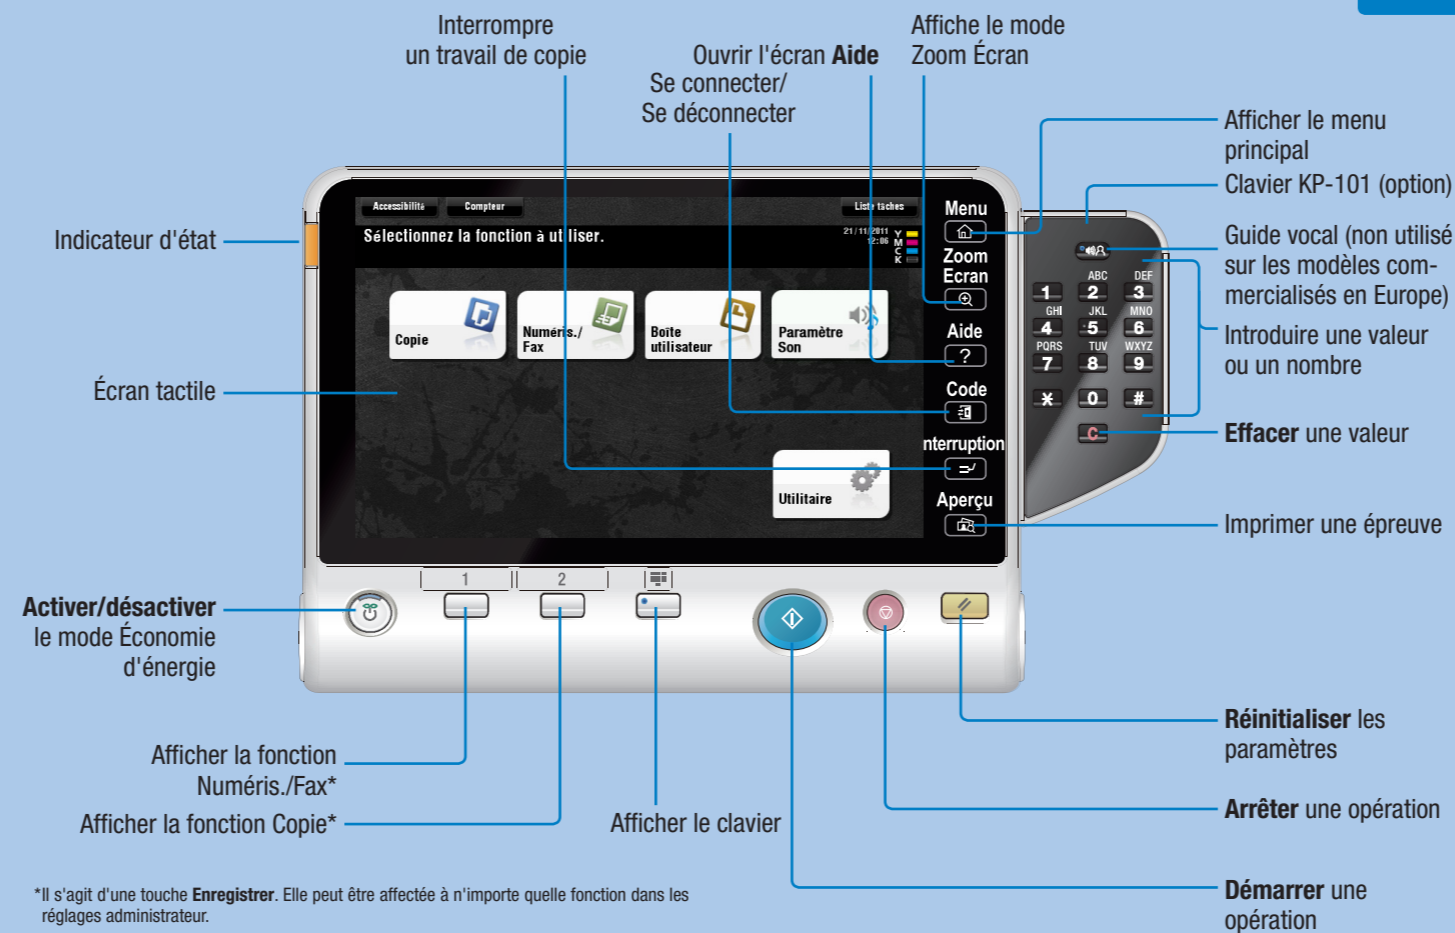 Interrompre
un travail de copie
Ouvrir l'écran Aide
Se connecter/
Se déconnecter
Affiche le mode
Zoom Écran
Afficher le menu
principal
Clavier KP-101 (option)
Guide vocal (non utilisé
sur les modèles com-
mercialisés en Europe)
Introduire une valeur
ou un nombre
Effacer une valeur
Imprimer une épreuve
Indicateur d'état
Écran tactile
Accessibilité
Compteur
Liste tâches
Sélectionnez la fonction à utiliser.
21/11/2011
12:06
Y
M
C
K
Copie
Numéris./
Fax
Boîte
utilisateur
Paramètre
Son
Utilitaire
Menu
Zoom
Ecran
Aide
?
Code
nterruption
Aperçu
ABC DEF
1 2 3
GHI JKL MNO
4 5 6
PQRS TUV WXYZ
7 8 9
* 0 #
C
1
2
Activer/désactiver
le mode Économie
d'énergie
Afficher la fonction
Numéris./Fax*
Afficher la fonction Copie*
Afficher le clavier
Réinitialiser les
paramètres
Arrêter une opération
Démarrer une
opération
*Il s'agit d'une touche Enregistrer. Elle peut être affectée à n'importe quelle fonction dans les
réglages administrateur.